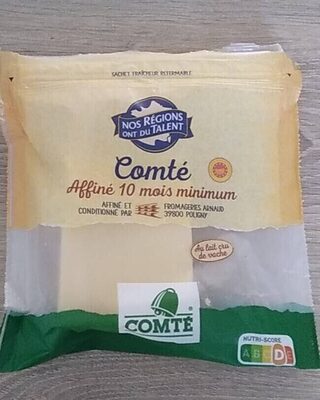 SACHET FRAÎCHEUR REFERMABLE
NOS RÉGIONS
ONT DU TALENT
Comté
Affiné 10 mois minimum
AFFINÉ ET
CONDITIONNÉ PAR
FROMAGERIES ARNAUD
39800 POLIGNY
Au lait cru
de vache
COMTÉ
NUTRI-SCORE
A B C D E